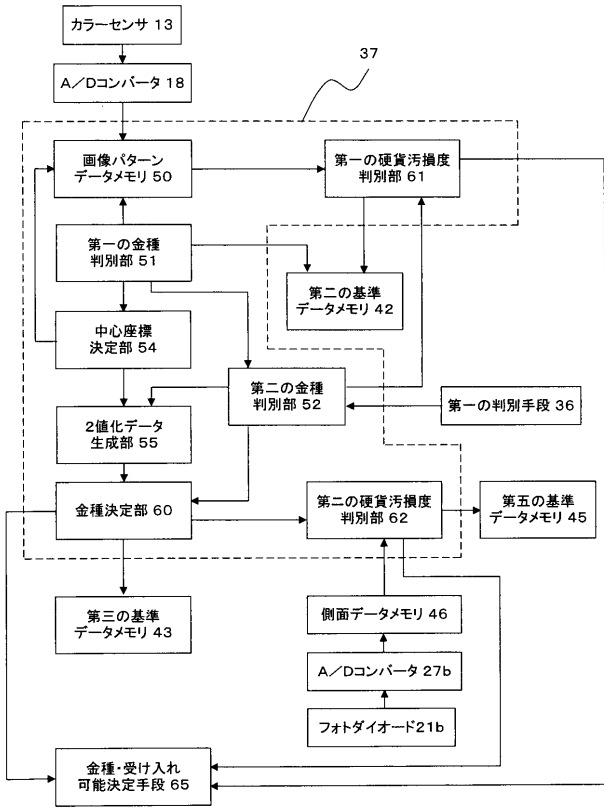 カラーセンサ 13
37
A/Dコンバータ 18
画像パターン
データメモリ 50
第一の硬貨汚損度
判別部 61
第一の金種
判別部 51
第二の基準
データメモリ 42
中心座標
決定部 54
第二の金種
判別部 52
第一の判別手段 36
2値化データ
生成部 55
金種決定部 60
第二の硬貨汚損度
判別部 62
第五の基準
データメモリ 45
第三の基準
データメモリ 43
側面データメモリ 46
A/Dコンバータ 27b
フォトダイオード21b
金種・受け入れ
可能決定手段 65